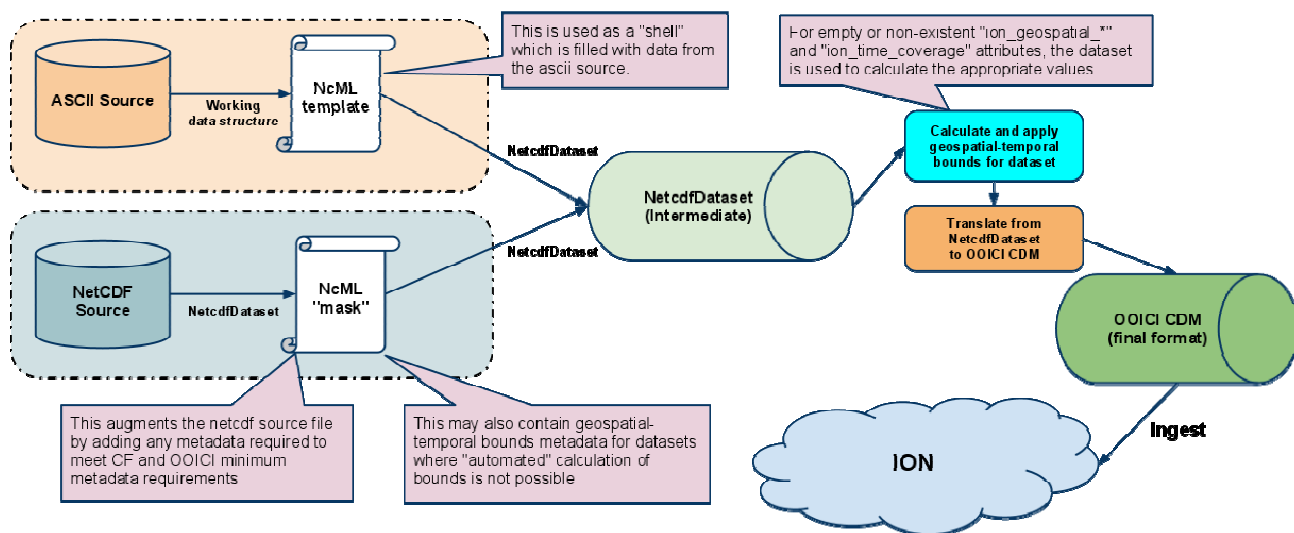 This is used as a "shell"
which is filled with data from
the ascii source.
For empty or non-existent "ion_geospatial_*"
and "ion_time_coverage" attributes, the dataset
is used to calculate the appropriate values
ASCII Source
Working
data structure
NcML
template
NetcdfDataset
Calculate and apply
geospatial-temporal
bounds for dataset
NetcdfDataset
(Intermediate)
Translate from
NetcdfDataset
to OOICI CDM
NetcdfDataset
NetCDF
Source
NetcdfDataset
NcML
"mask"
OOICI CDM
(final format)
This augments the netcdf source file
by adding any metadata required to
meet CF and OOICI minimum
metadata requirements
This may also contain geospatial-
temporal bounds metadata for datasets
where "automated" calculation of
bounds is not possible
Ingest
ION